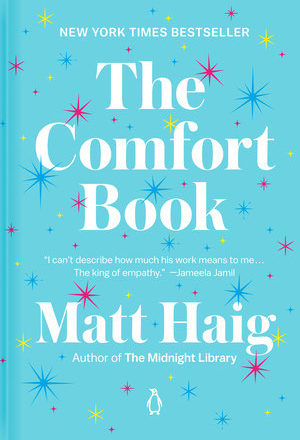 NEW YORK TIMES BESTSELLER
The
Comfort
Book
"I can't describe how much his work means to me...
The king of empathy." —Jameela Jamil
Matt Haig
Author of The Midnight Library